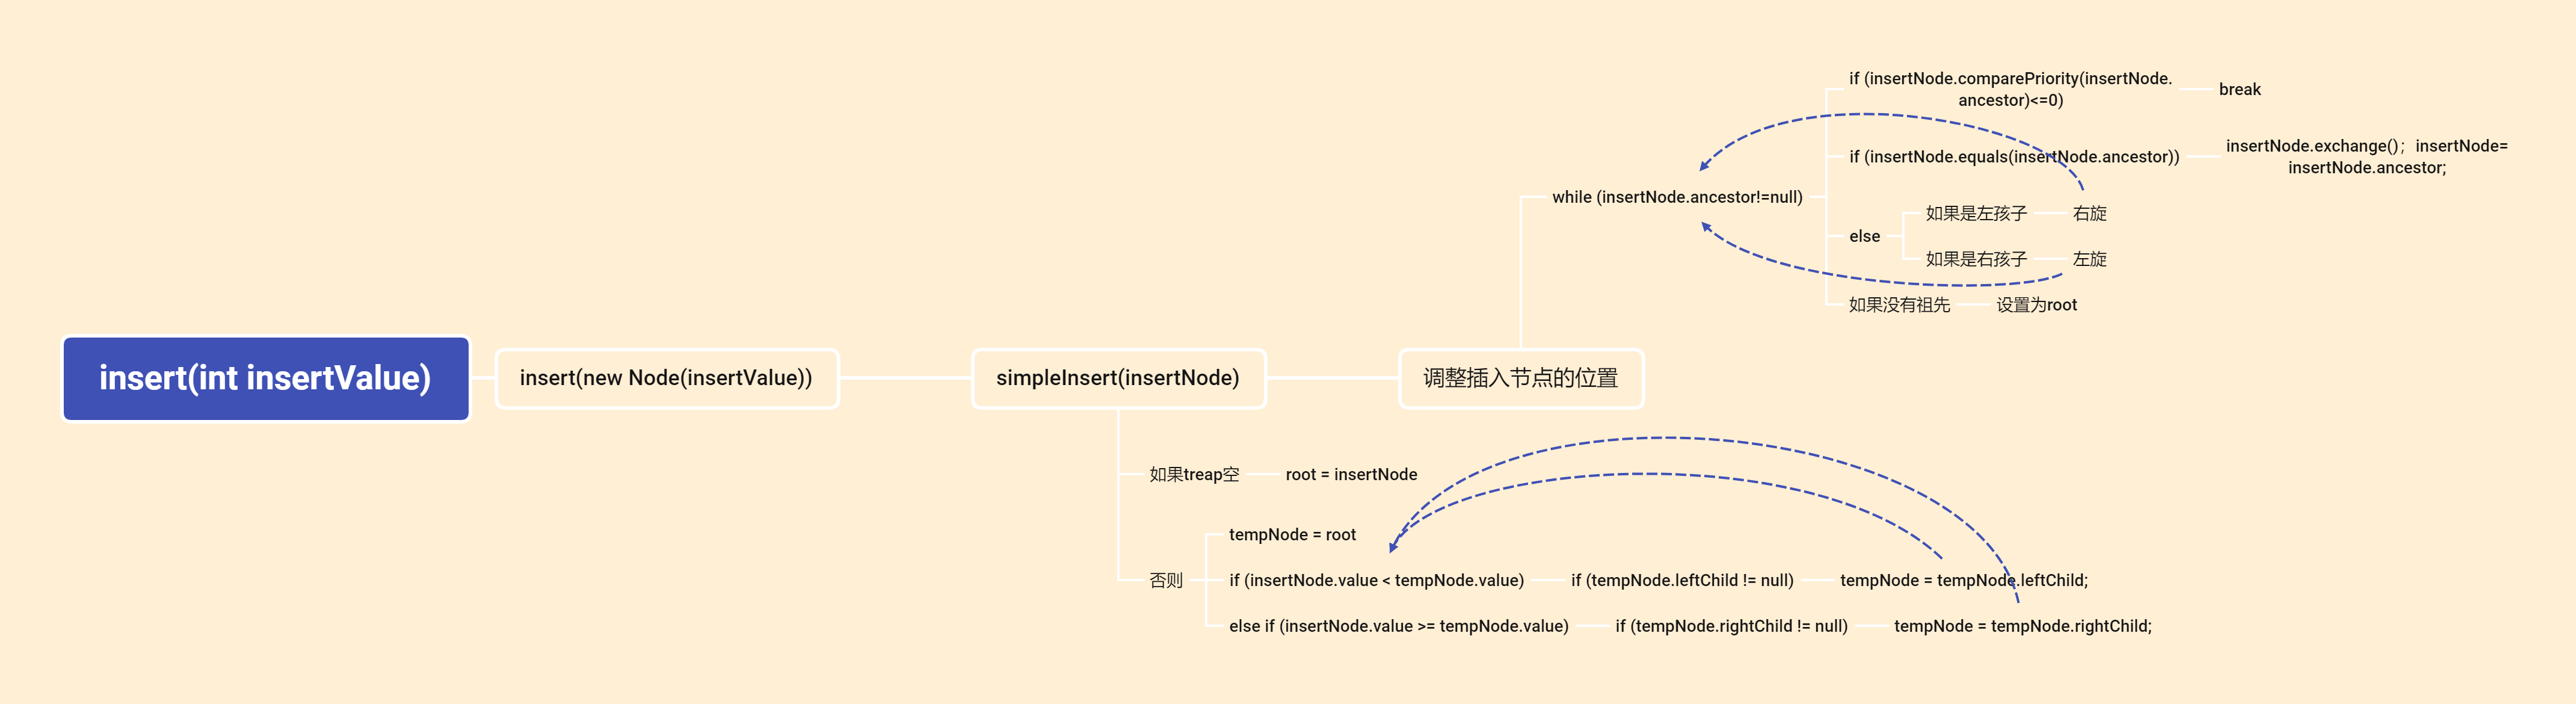 if (insertNode.comparePriority(insertNode.
ancestor)<=0)
break
if (insertNode.equals(insertNode.ancestor))
insertNode.exchange()；insertNode=
insertNode.ancestor;
while (insertNode.ancestor!=null)
else
如果是左孩子
右旋
如果是右孩子
左旋
如果没有祖先
设置为root
insert(int insertValue)
insert(new Node(insertValue))
simpleInsert(insertNode)
调整插入节点的位置
如果treap空
root = insertNode
否则
tempNode = root
if (insertNode.value < tempNode.value)
if (tempNode.leftChild != null)
tempNode = tempNode.leftChild;
else if (insertNode.value >= tempNode.value)
if (tempNode.rightChild != null)
tempNode = tempNode.rightChild;